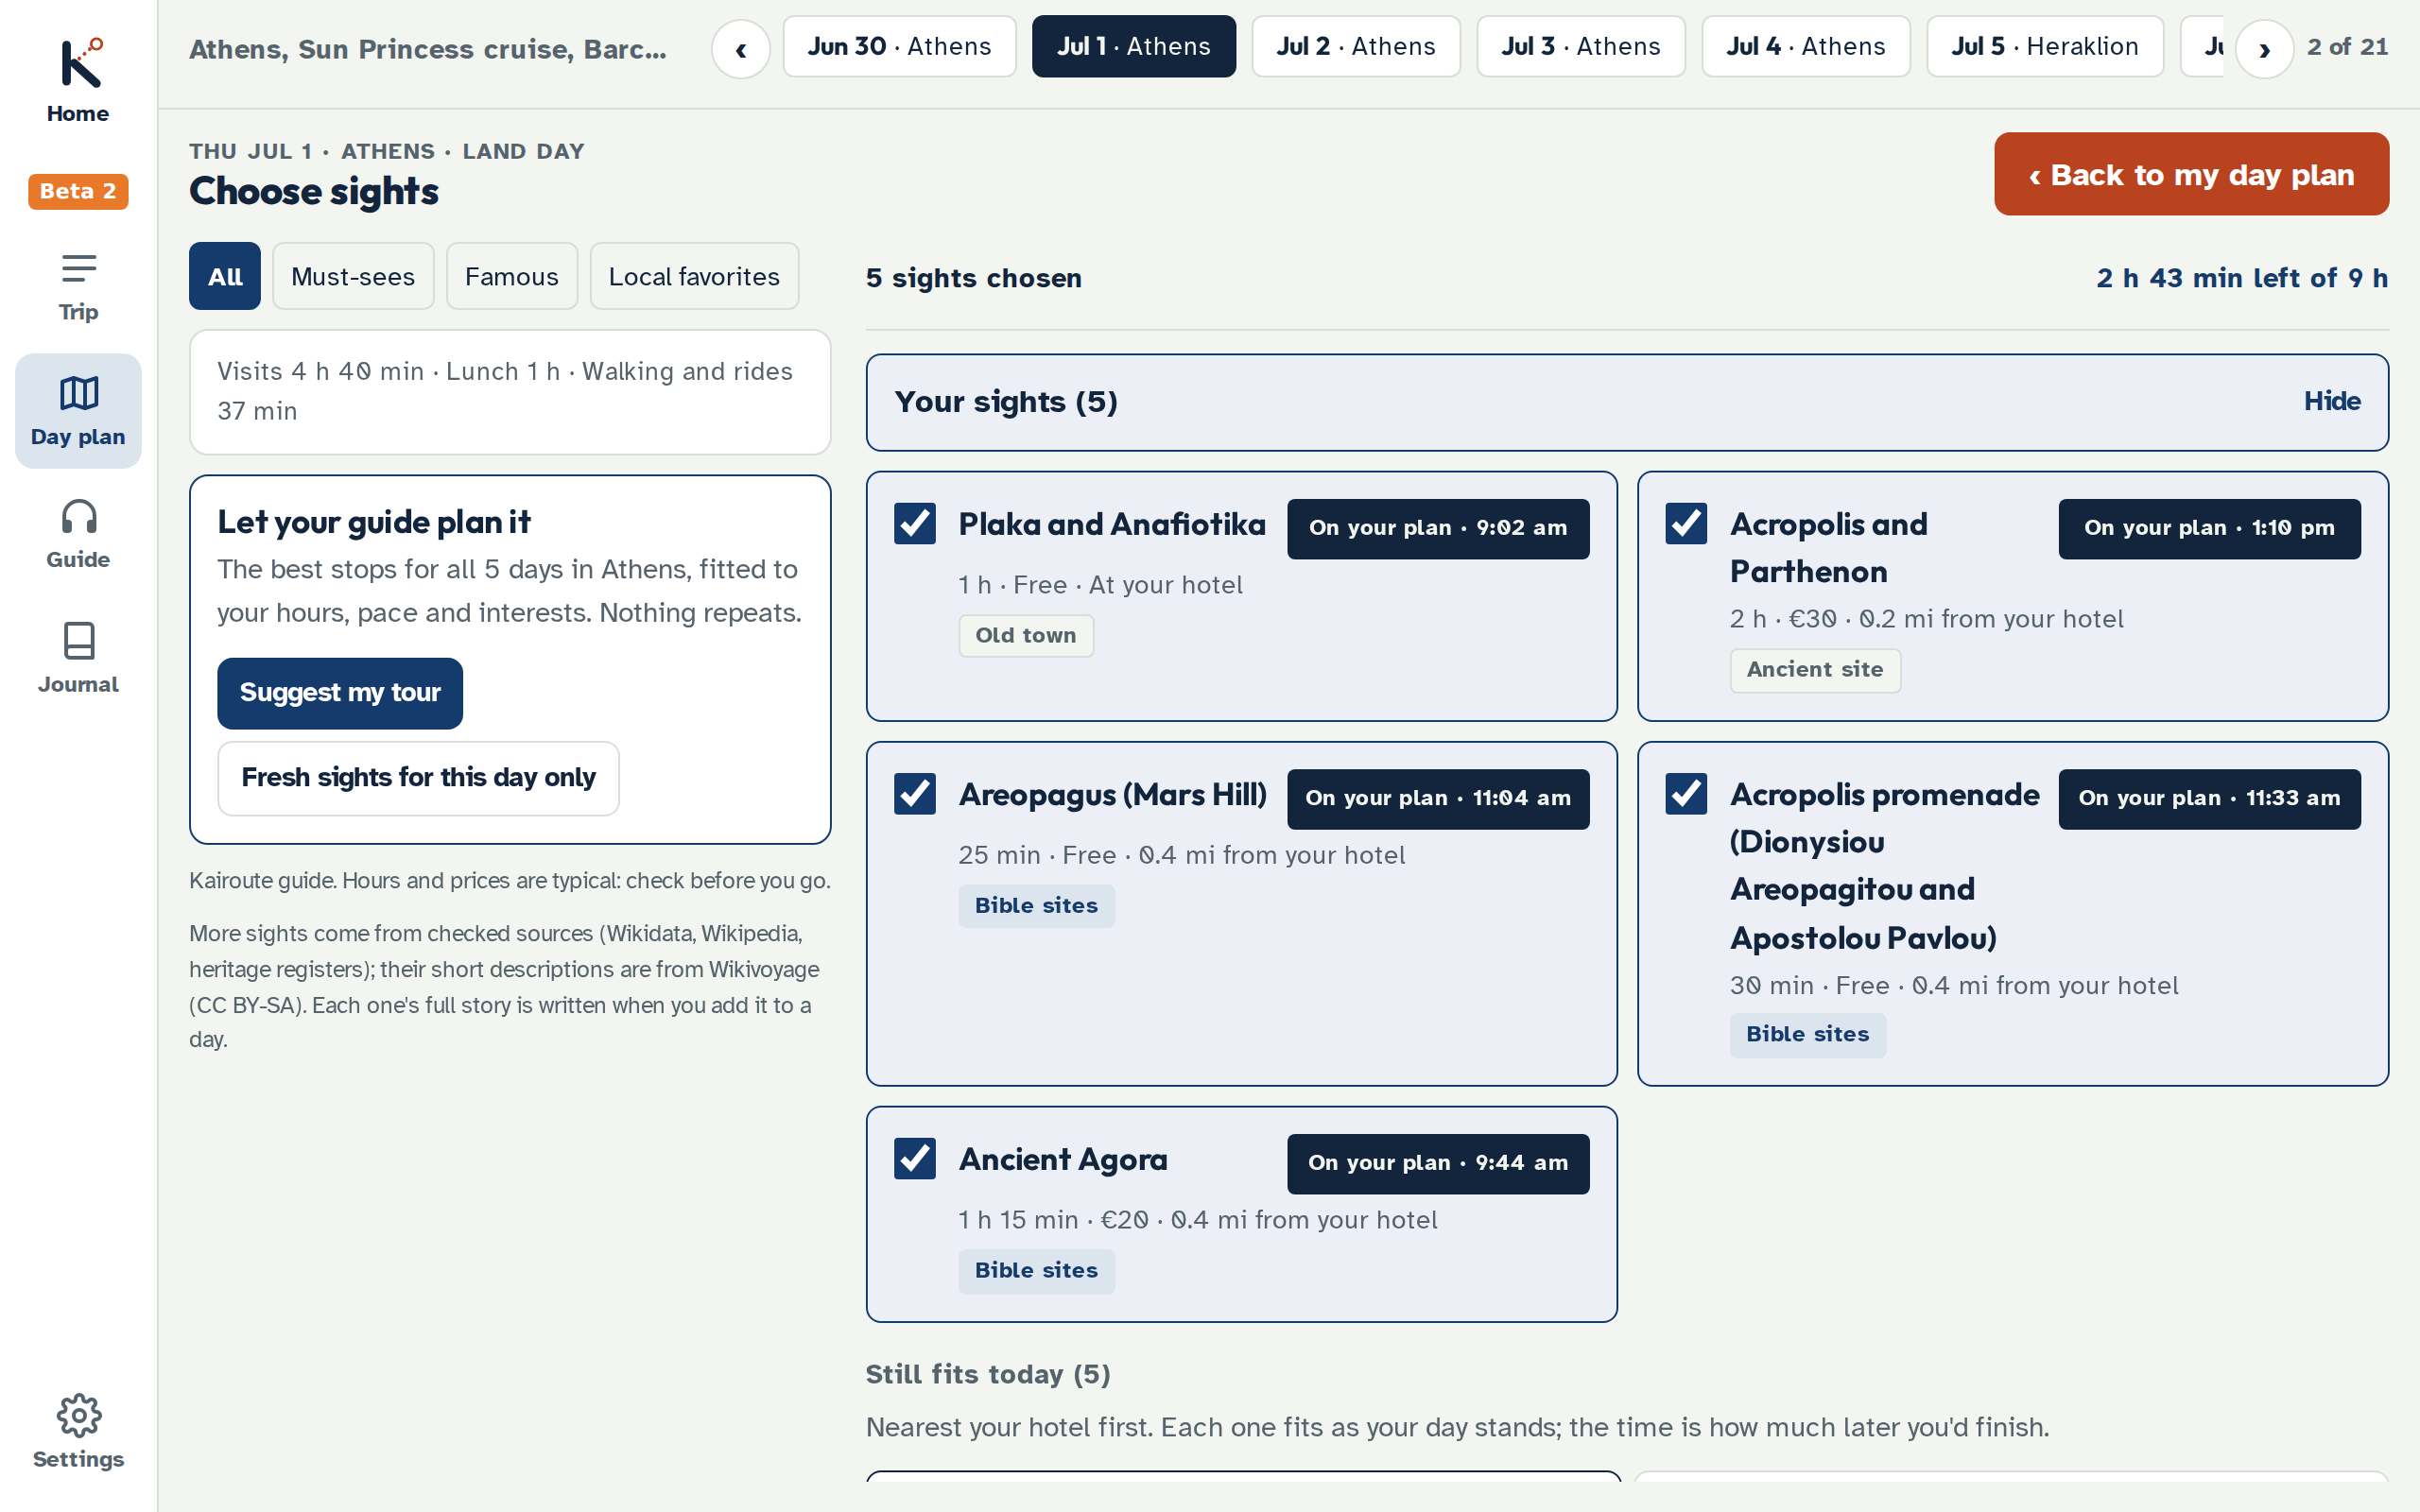 Home
Beta 2
Trip
Day plan
Guide
Journal
Settings
Athens, Sun Princess cruise, Barc...
‹
Jun 30 · Athens
Jul 1 · Athens
Jul 2 · Athens
Jul 3 · Athens
Jul 4 · Athens
Jul 5 · Heraklion
›
2 of 21
THU JUL 1 · ATHENS · LAND DAY
Choose sights
‹ Back to my day plan
All
Must-sees
Famous
Local favorites
Visits 4 h 40 min · Lunch 1 h · Walking and rides
37 min
Let your guide plan it
The best stops for all 5 days in Athens, fitted to
your hours, pace and interests. Nothing repeats.
Suggest my tour
Fresh sights for this day only
Kairoute guide. Hours and prices are typical: check before you go.
More sights come from checked sources (Wikidata, Wikipedia,
heritage registers); their short descriptions are from Wikivoyage
(CC BY-SA). Each one's full story is written when you add it to a
day.
5 sights chosen
2 h 43 min left of 9 h
Your sights (5)
Hide
Plaka and Anafiotika
On your plan · 9:02 am
1 h · Free · At your hotel
Old town
Acropolis and
Parthenon
On your plan · 1:10 pm
2 h · €30 · 0.2 mi from your hotel
Ancient site
Areopagus (Mars Hill)
On your plan · 11:04 am
25 min · Free · 0.4 mi from your hotel
Bible sites
Acropolis promenade
(Dionysiou
Areopagitou and
Apostolou Pavlou)
On your plan · 11:33 am
30 min · Free · 0.4 mi from your hotel
Bible sites
Ancient Agora
On your plan · 9:44 am
1 h 15 min · €20 · 0.4 mi from your hotel
Bible sites
Still fits today (5)
Nearest your hotel first. Each one fits as your day stands; the time is how much later you'd finish.